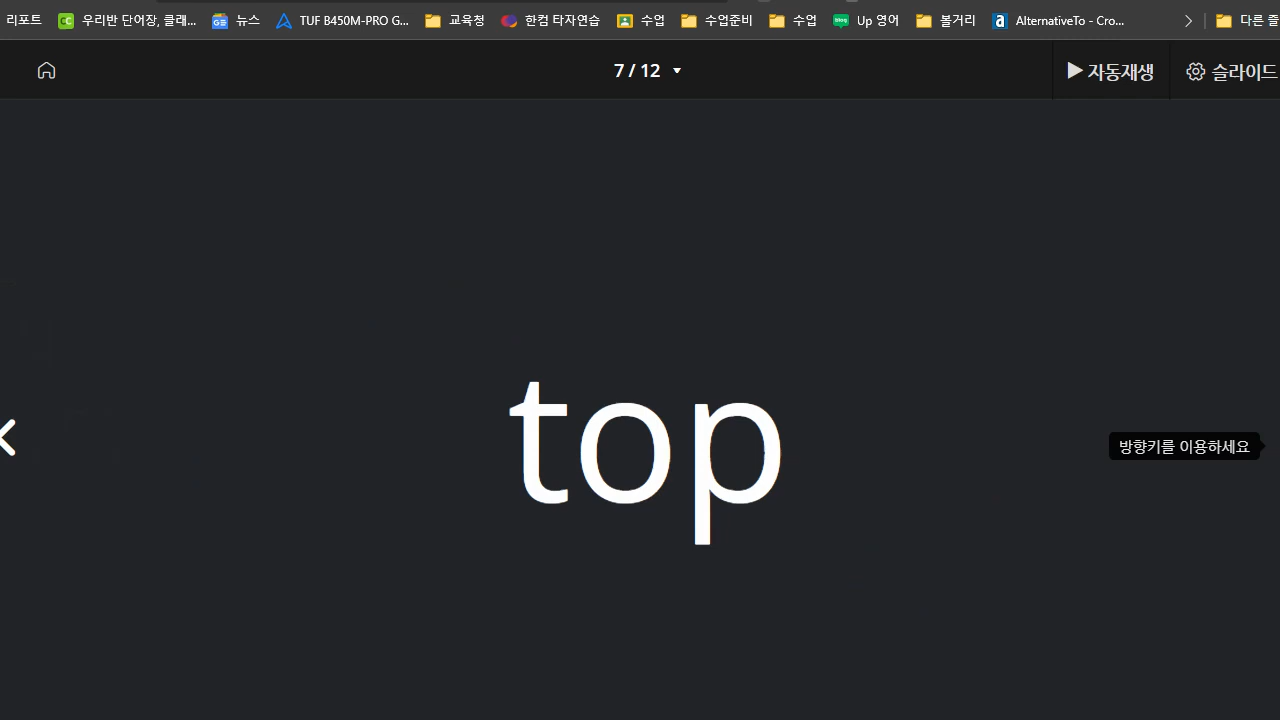 리포트 우리반 단어장, 클래... 뉴스 TUF B450M-PRO G... 교육청 한컴 타자연습 수업 수업준비 수업 Up 영어 볼거리 AlternativeTo - Cro... 다른 즐
7 / 12 자동재생 슬라이드
top
방향키를 이용하세요